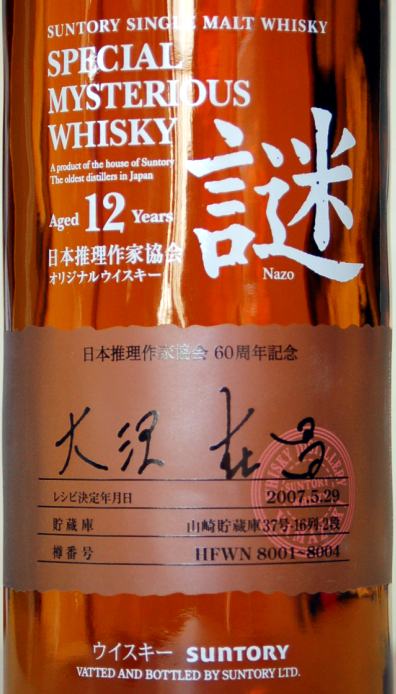 SUNTORY SINGLE MALT WHISKY
SPECIAL
MYSTERIOUS
WHISKY
A product of the house of Suntory
The oldest distillers in Japan
Aged 12 Years
日本推理作家協会
オリジナルウイスキー
謎
Nazo
日本推理作家協会 60周年記念
大沢 在昌
レシピ決定年月日 2007.5.29
貯蔵庫 山崎貯蔵庫37号-16列-2段
樽番号 HFWN 8001~8004
WHISKY DISTILLERY
SUNTORY
YAMAZAKI
ウイスキー SUNTORY
VATTED AND BOTTLED BY SUNTORY LTD.